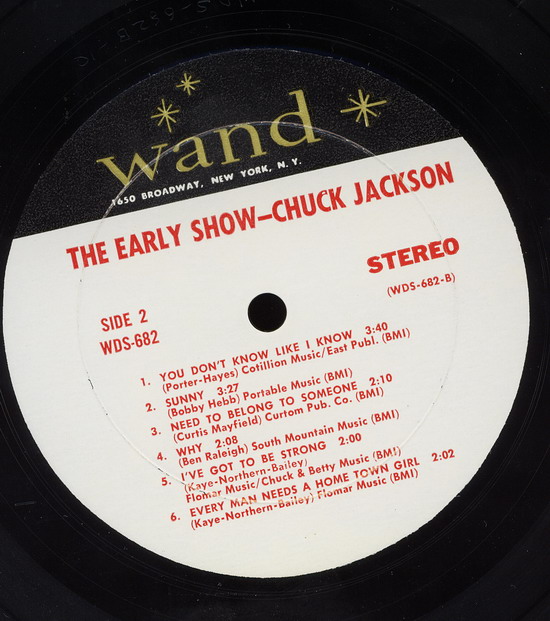 wand
1650 BROADWAY, NEW YORK, N. Y.
THE EARLY SHOW—CHUCK JACKSON
STEREO
(WDS-682-B)
SIDE 2
WDS-682
1. YOU DON'T KNOW LIKE I KNOW 3:40
(Porter-Hayes) Cotillion Music/East Publ. (BMI)
2. SUNNY 3:27
(Bobby Hebb) Portable Music (BMI)
3. NEED TO BELONG TO SOMEONE 2:10
(Curtis Mayfield) Curtom Pub. Co. (BMI)
4. WHY 2:08
(Ben Raleigh) South Mountain Music (BMI)
5. I'VE GOT TO BE STRONG 2:00
(Kaye-Northern-Bailey)
Flomar Music/Chuck & Betty Music (BMI)
6. EVERY MAN NEEDS A HOME TOWN GIRL 2:02
(Kaye-Northern-Bailey) Flomar Music (BMI)